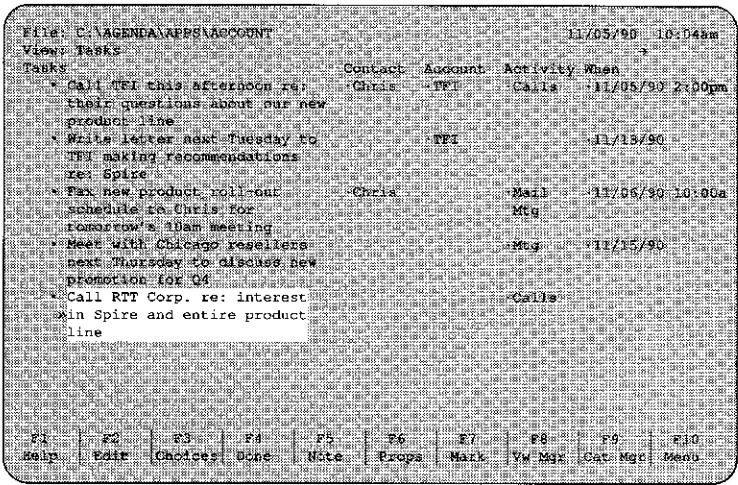 File: C:\AGENDA\APPS\ACCOUNT 11/05/90 10:04am
View: Tasks
Tasks Contact Account Activity When
• Call TFI this afternoon re: ·Chris ·TFI ·Calls ·11/05/90 2:00pm
their questions about our new
product line
• Write letter next Tuesday to ·TFI ·11/13/90
TFI making recommendations
re: Spire
• Fax new product roll-out ·Chris ·Mail ·11/06/90 10:00a
schedule to Chris for Mtg
tomorrow's 10am meeting
• Meet with Chicago resellers ·Mtg ·11/15/90
next Thursday to discuss new
promotion for Q4
• Call RTT Corp. re: interest ·Calls
in Spire and entire product
line
F1 F2 F3 F4 F5 F6 F7 F8 F9 F10
Help Edit Choices Done Note Props Mark Vw Mgr Cat Mgr Menu